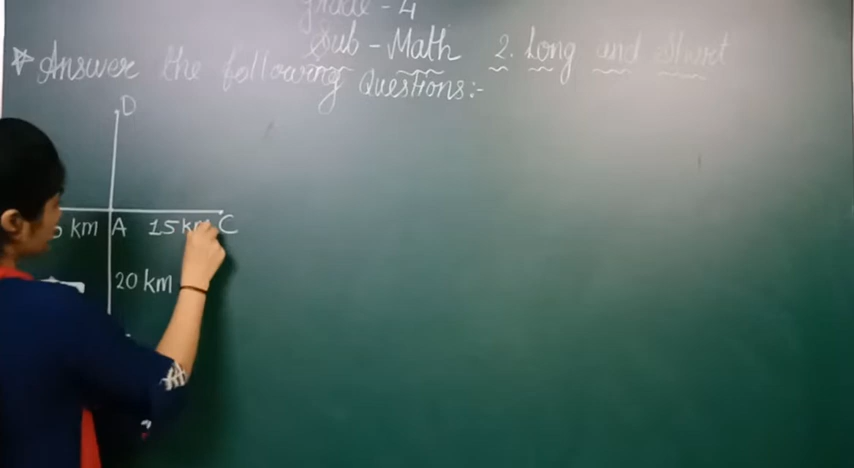 Grade - 4
Sub - Math 2. Long and Short
Answer the following Questions:-
D
km A 15 km C
20 km